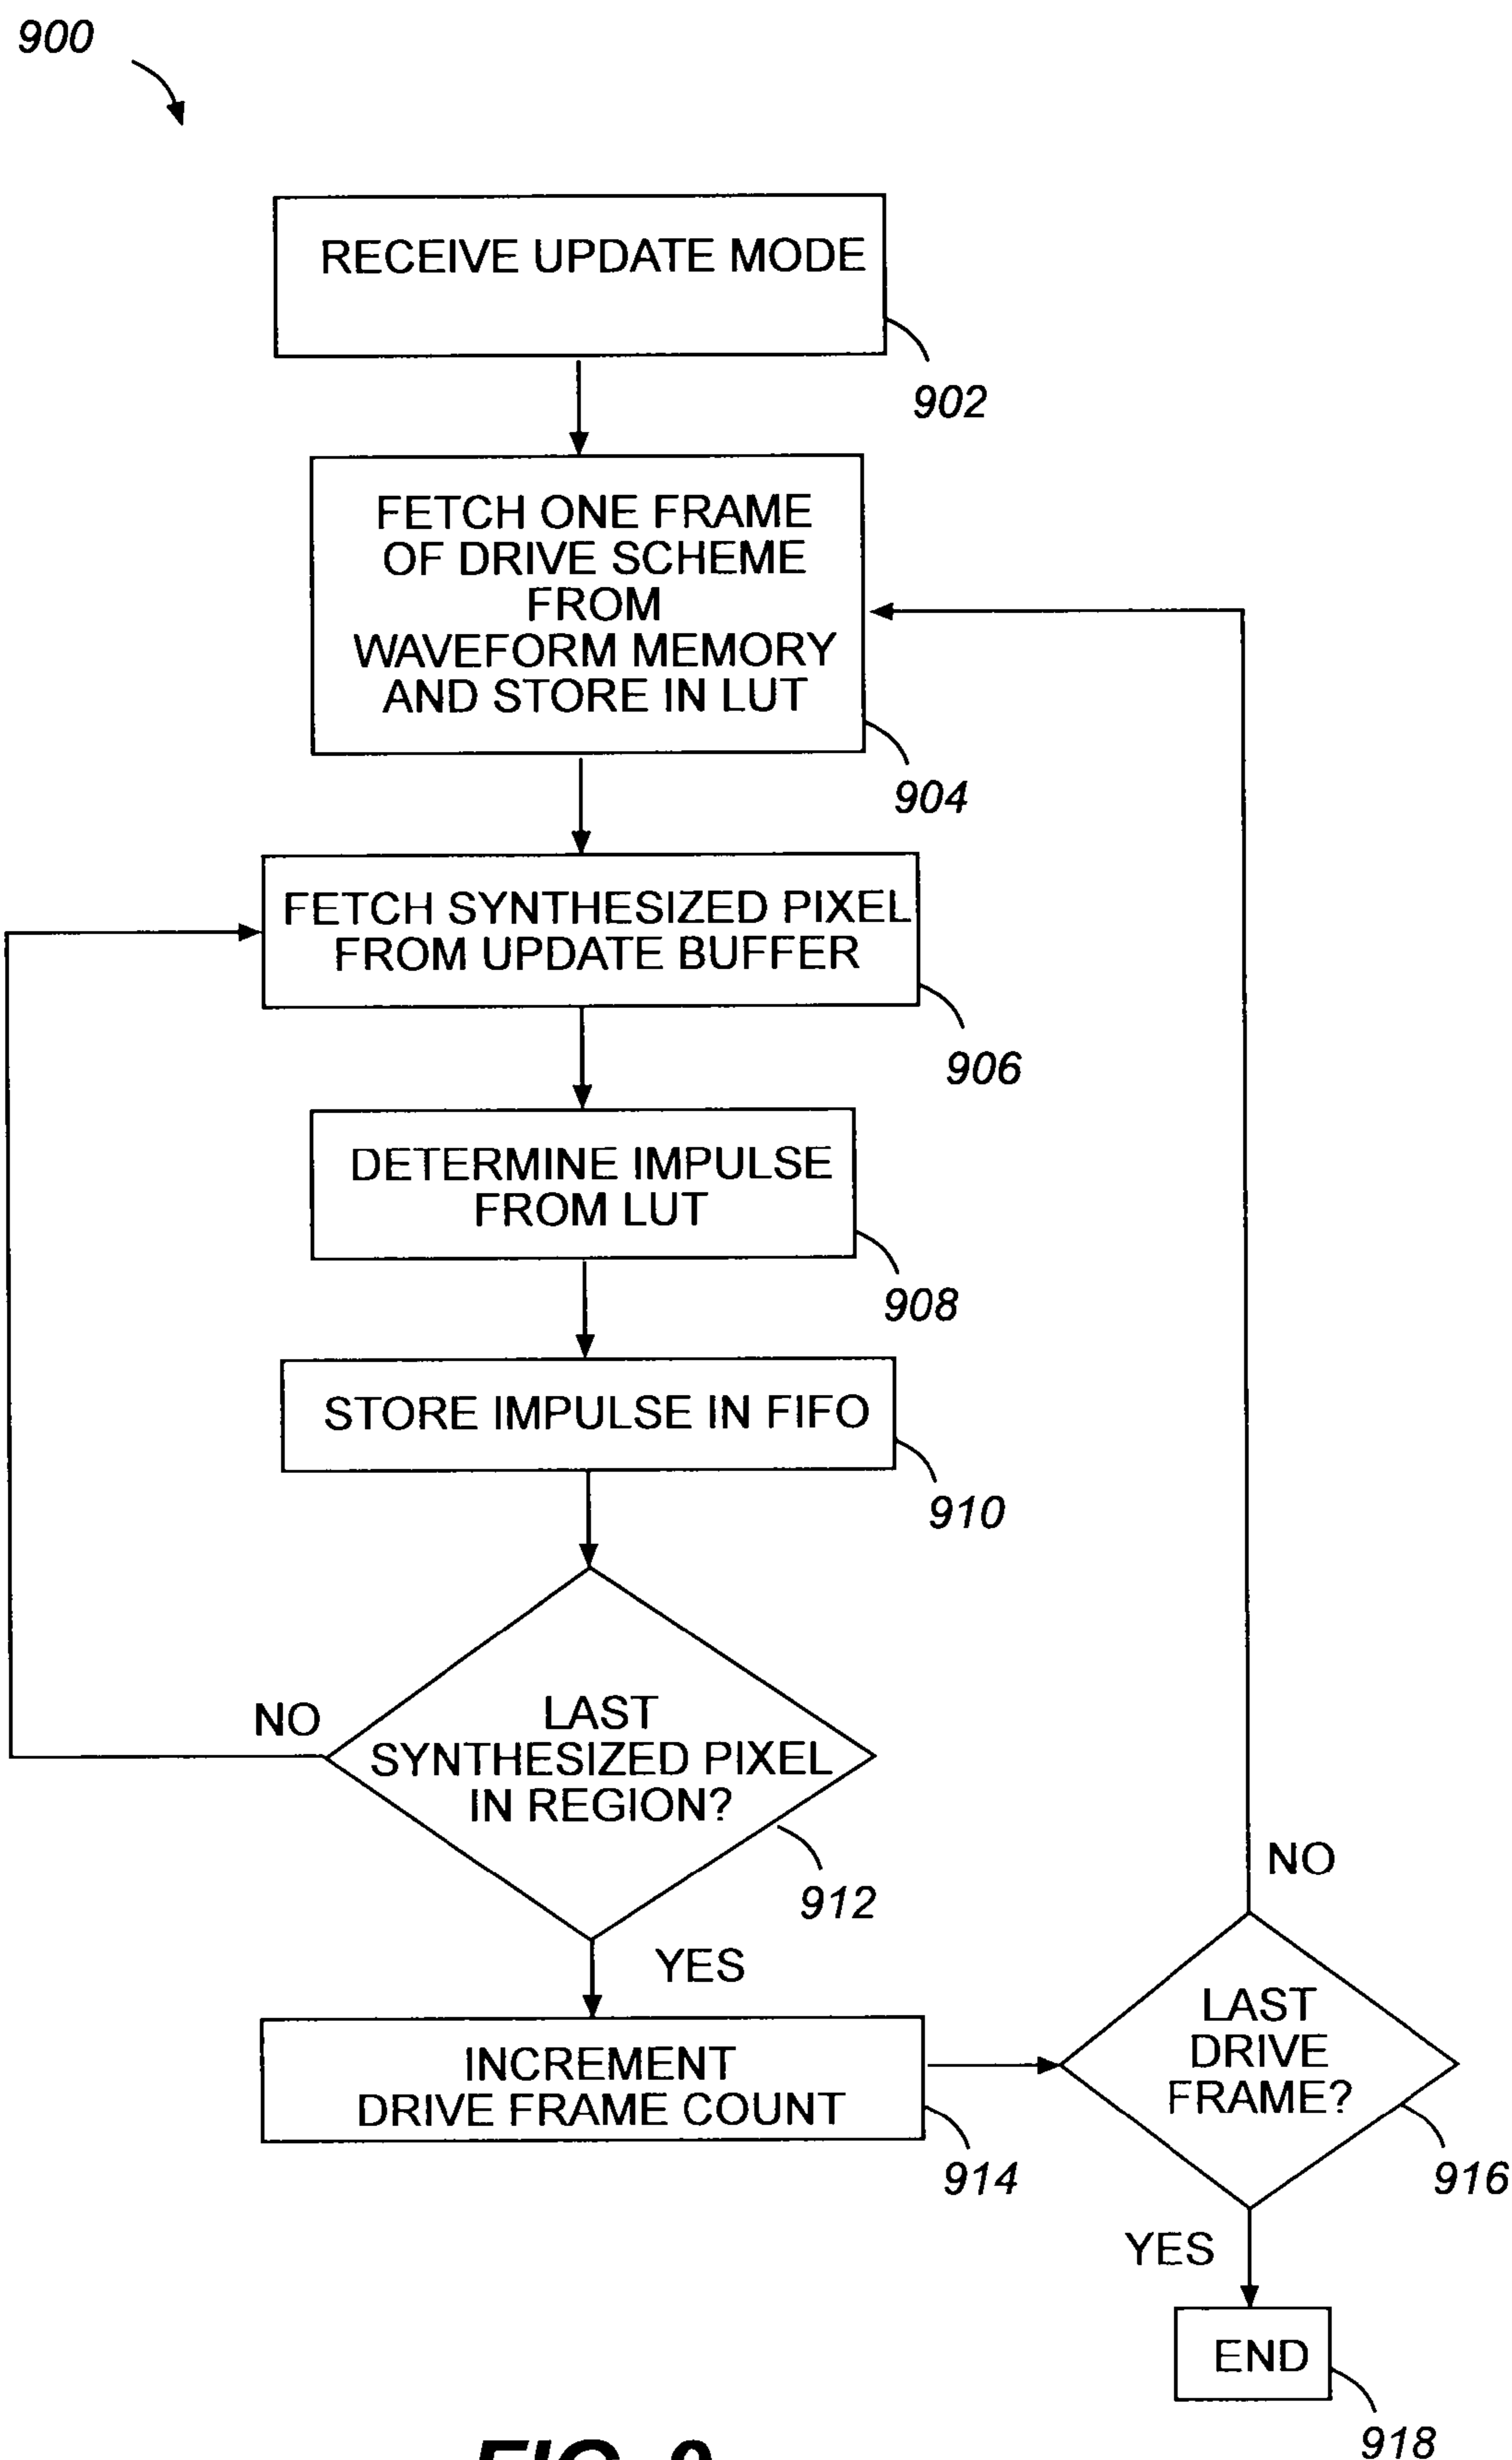 900
RECEIVE UPDATE MODE
902
FETCH ONE FRAME
OF DRIVE SCHEME
FROM
WAVEFORM MEMORY
AND STORE IN LUT
904
FETCH SYNTHESIZED PIXEL
FROM UPDATE BUFFER
906
DETERMINE IMPULSE
FROM LUT
908
STORE IMPULSE IN FIFO
910
NO
LAST
SYNTHESIZED PIXEL
IN REGION?
912
YES
INCREMENT
DRIVE FRAME COUNT
914
NO
LAST
DRIVE
FRAME?
916
YES
END
918
FIG. 9